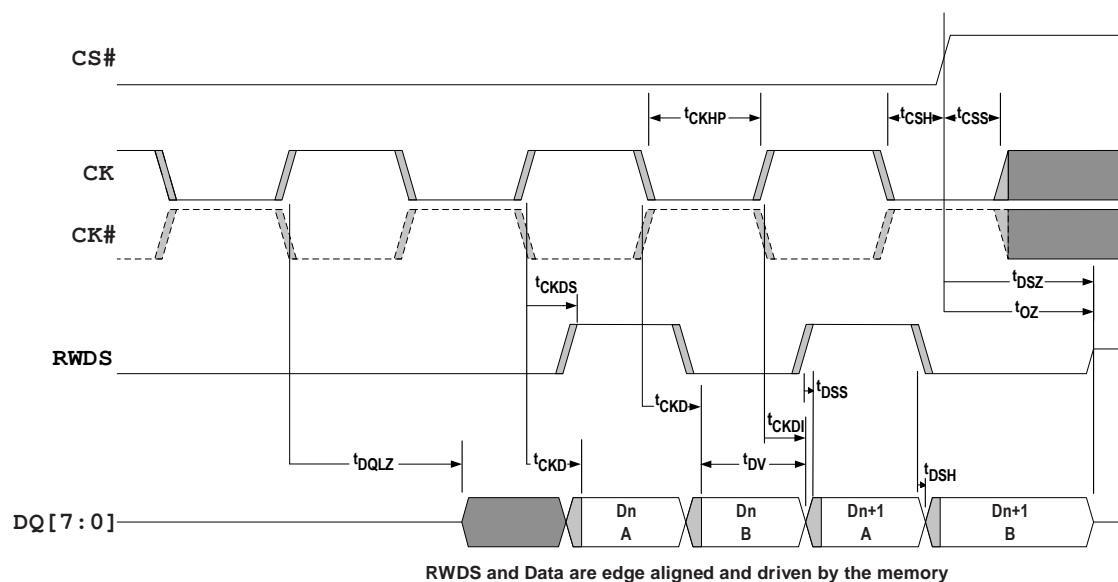 CS#
tCKHP
tCSH
tCSS
CK
CK#
tDSZ
tCKDS
tOZ
RWDS
tDSS
tCKD
tCKDI
tDQLZ
tCKD
tDV
tDSH
DQ[7:0]
Dn
A
Dn
B
Dn+1
A
Dn+1
B
RWDS and Data are edge aligned and driven by the memory